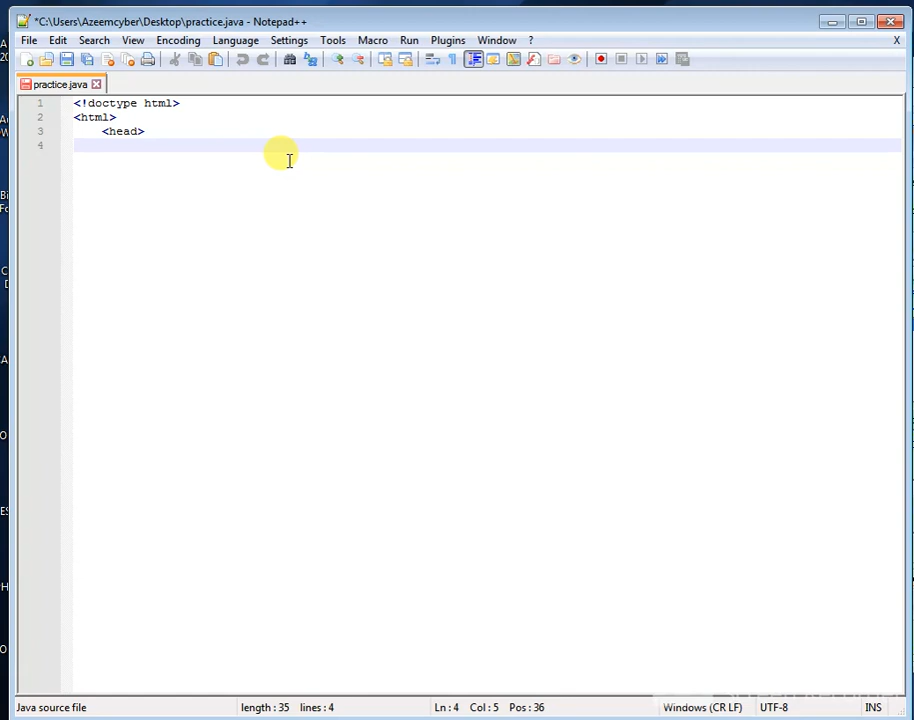 *C:\Users\Azeemcyber\Desktop\practice.java - Notepad++
File Edit Search View Encoding Language Settings Tools Macro Run Plugins Window ? X
practice.java
1 <!doctype html>
2 <html>
3 <head>
4
Java source file length : 35 lines : 4 Ln : 4 Col : 5 Pos : 36 Windows (CR LF) UTF-8 INS